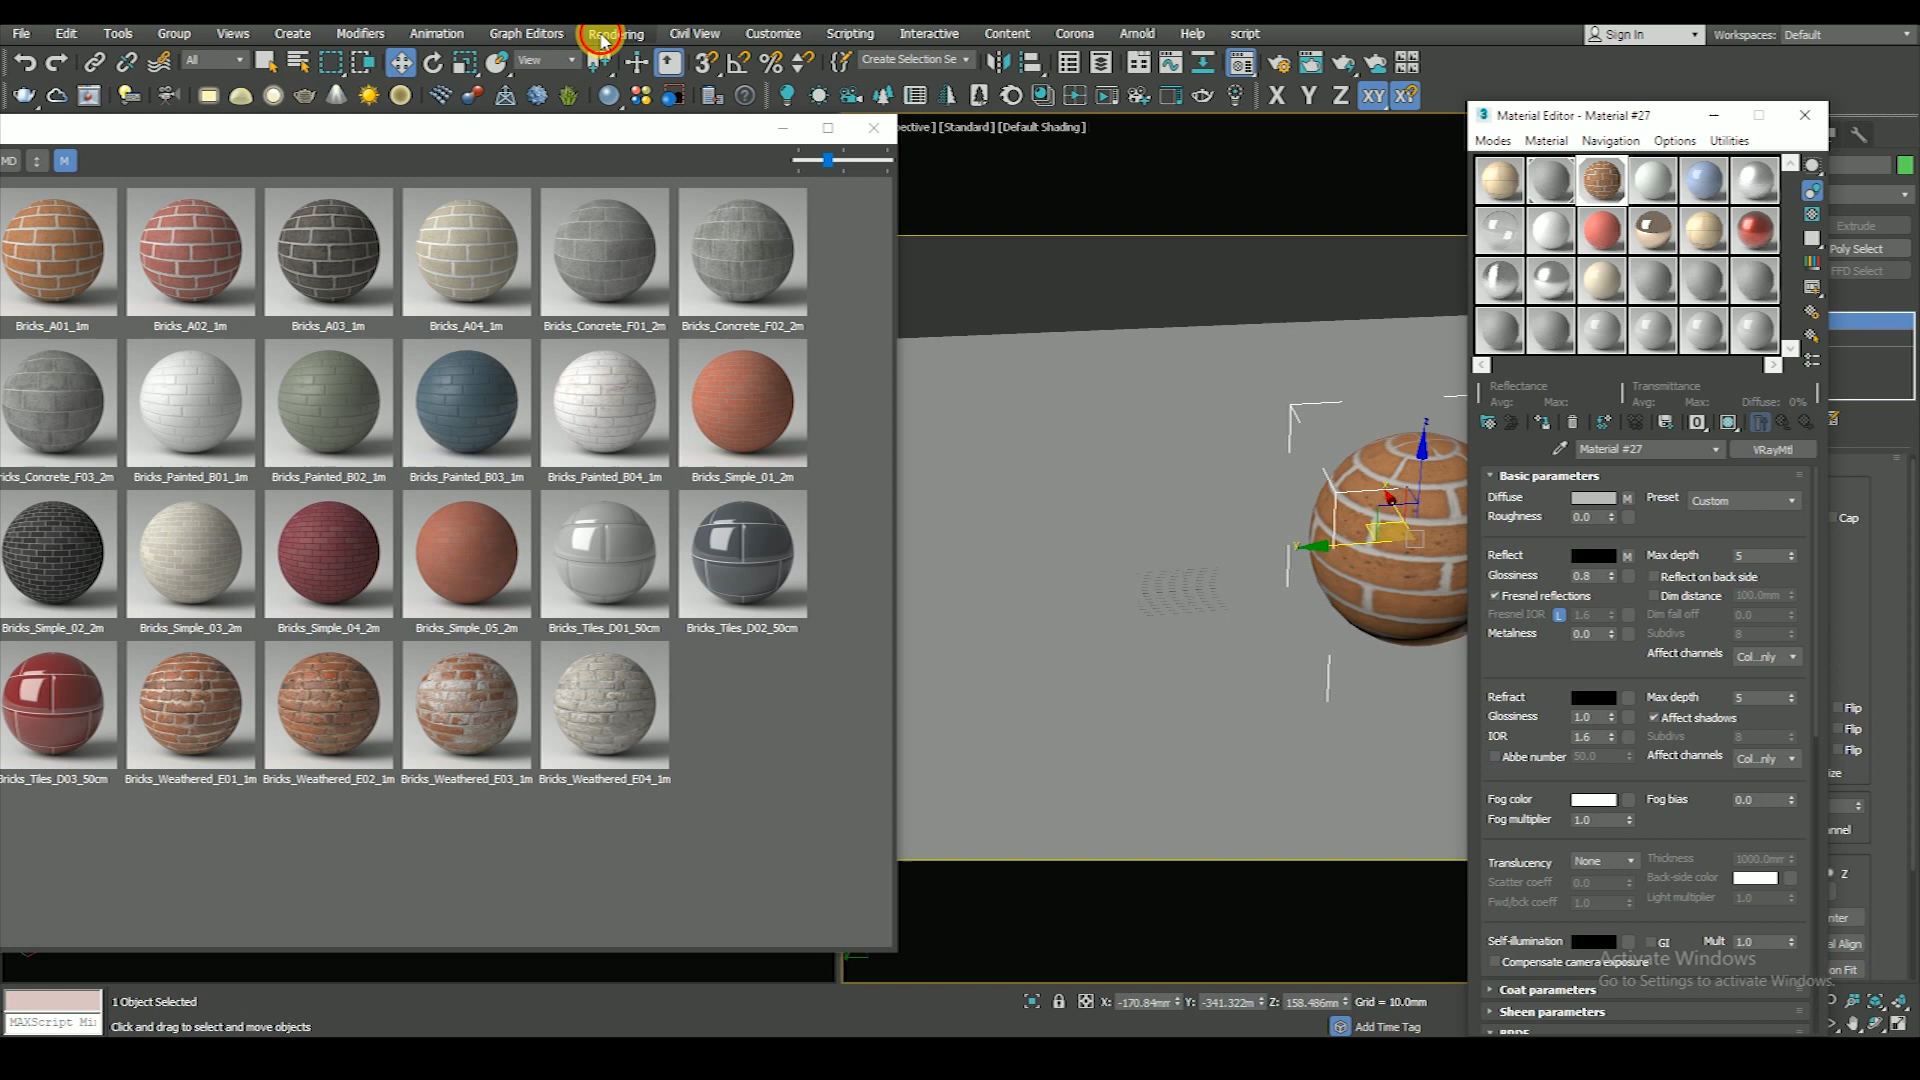 File Edit Tools Group Views Create Modifiers Animation Graph Editors Rendering Civil View Customize Scripting Interactive Content Corona Arnold Help script
Sign In Workspaces: Default
All View Create Selection Se
X Y Z XY XY
ective ] [Standard ] [Default Shading ]
MD M
Bricks_A01_1m Bricks_A02_1m Bricks_A03_1m Bricks_A04_1m Bricks_Concrete_F01_2m Bricks_Concrete_F02_2m
ricks_Concrete_F03_2m Bricks_Painted_B01_1m Bricks_Painted_B02_1m Bricks_Painted_B03_1m Bricks_Painted_B04_1m Bricks_Simple_01_2m
Bricks_Simple_02_2m Bricks_Simple_03_2m Bricks_Simple_04_2m Bricks_Simple_05_2m Bricks_Tiles_D01_50cm Bricks_Tiles_D02_50cm
Bricks_Tiles_D03_50cm Bricks_Weathered_E01_1m Bricks_Weathered_E02_1m Bricks_Weathered_E03_1m Bricks_Weathered_E04_1m
3 Material Editor - Material #27
Modes Material Navigation Options Utilities
Reflectance Transmittance
Avg: Max: Avg: Max: Diffuse: 0%
Material #27 VRayMtl
Basic parameters
Diffuse M Preset Custom
Roughness 0.0
Reflect M Max depth 5
Glossiness 0.8 Reflect on back side
Fresnel reflections Dim distance 100.0mm
Fresnel IOR L 1.6 Dim fall off 0.0
Metalness 0.0 Subdivs 8
Affect channels Col...nly
Refract Max depth 5
Glossiness 1.0 Affect shadows
IOR 1.6 Subdivs 8
Abbe number 50.0 Affect channels Col...nly
Fog color Fog bias 0.0
Fog multiplier 1.0
Translucency None Thickness 1000.0mm
Scatter coeff 0.0 Back-side color
Fwd/bck coeff 1.0 Light multiplier 1.0
Self-illumination GI Mult 1.0
Compensate camera exposure
Coat parameters
Sheen parameters
BRDF
Extrude
Poly Select
FFD Select
Cap
Flip
Flip
Flip
ize
nnel
Z
nter
al Align
on Fit
Activate Windows
Go to Settings to activate Windows.
1 Object Selected
MAXScript Mi
Click and drag to select and move objects
X: -170.84mm Y: -341.322m Z: 158.486mm Grid = 10.0mm
Add Time Tag